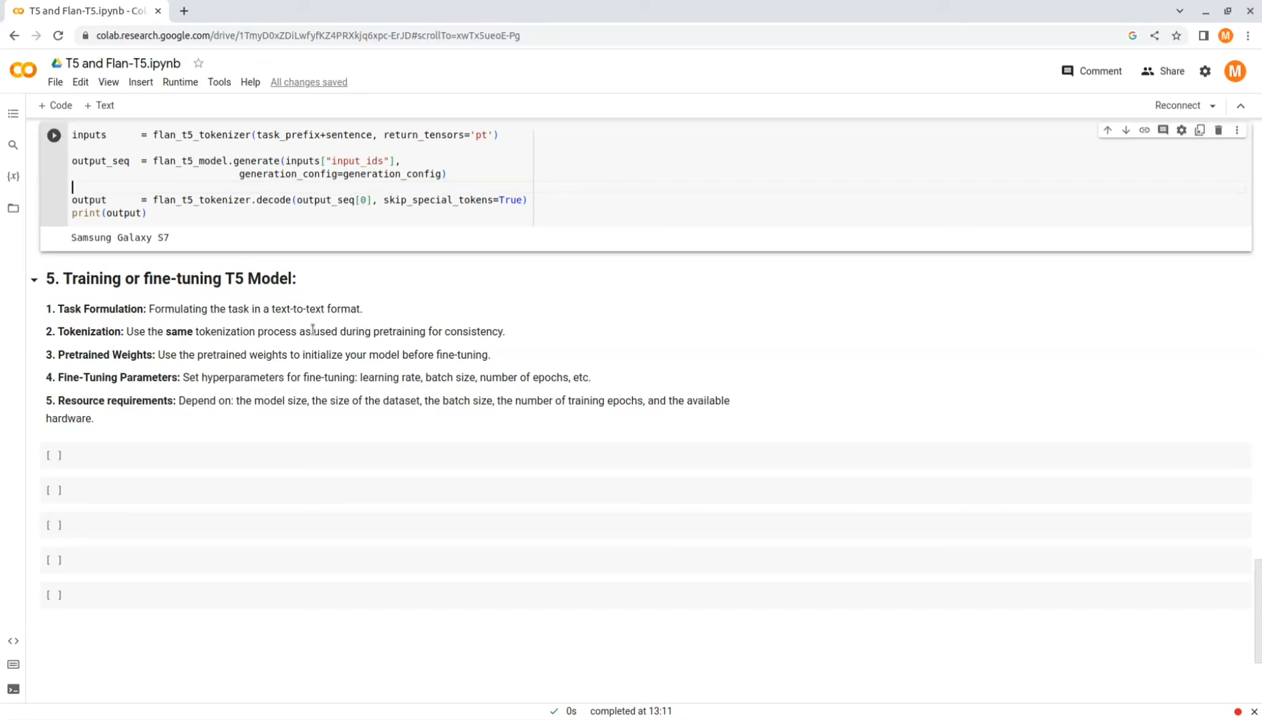 T5 and Flan-T5.ipynb - Col
colab.research.google.com/drive/1TmyD0xZDiLwfyfKZ4PRXkjq6xpc-ErJD#scrollTo=xwTx5ueoE-Pg
T5 and Flan-T5.ipynb
File Edit View Insert Runtime Tools Help All changes saved
Comment Share M
+ Code + Text Reconnect
inputs = flan_t5_tokenizer(task_prefix+sentence, return_tensors='pt')
output_seq = flan_t5_model.generate(inputs["input_ids"],
generation_config=generation_config)
output = flan_t5_tokenizer.decode(output_seq[0], skip_special_tokens=True)
print(output)
Samsung Galaxy S7
5. Training or fine-tuning T5 Model:
1. Task Formulation: Formulating the task in a text-to-text format.
2. Tokenization: Use the same tokenization process as used during pretraining for consistency.
3. Pretrained Weights: Use the pretrained weights to initialize your model before fine-tuning.
4. Fine-Tuning Parameters: Set hyperparameters for fine-tuning: learning rate, batch size, number of epochs, etc.
5. Resource requirements: Depend on: the model size, the size of the dataset, the batch size, the number of training epochs, and the available
hardware.
[ ]
[ ]
[ ]
[ ]
[ ]
0s completed at 13:11